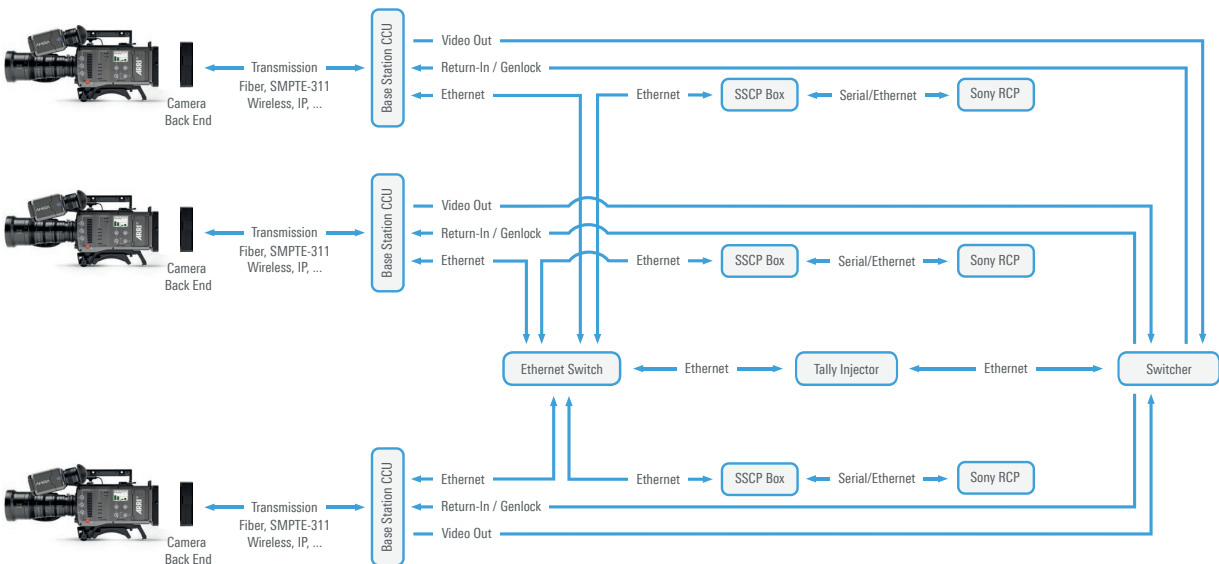 Video Out
Return-In / Genlock
Ethernet
Ethernet
SSCP Box
Serial/Ethernet
Sony RCP
Base Station CCU
Transmission
Fiber, SMPTE-311
Wireless, IP, ...
Camera
Back End
ARRI
Video Out
Return-In / Genlock
Ethernet
Ethernet
SSCP Box
Serial/Ethernet
Sony RCP
Base Station CCU
Transmission
Fiber, SMPTE-311
Wireless, IP, ...
Camera
Back End
ARRI
Ethernet Switch
Ethernet
Tally Injector
Ethernet
Switcher
Ethernet
Ethernet
SSCP Box
Serial/Ethernet
Sony RCP
Return-In / Genlock
Video Out
Base Station CCU
Transmission
Fiber, SMPTE-311
Wireless, IP, ...
Camera
Back End
ARRI